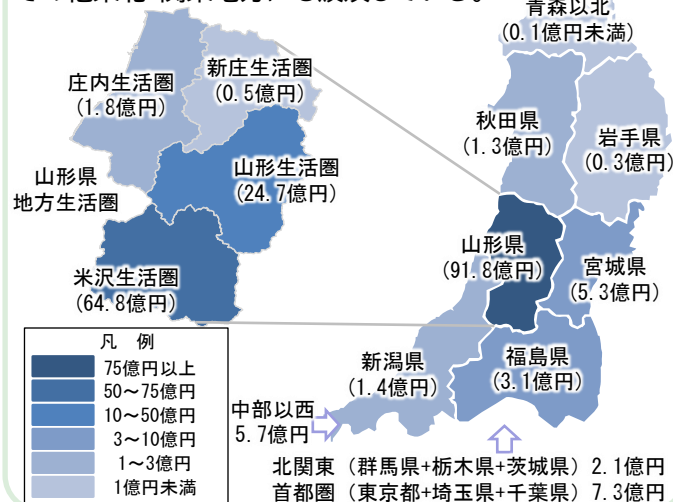 青森以北
(0.1億円未満)
庄内生活圏
(1.8億円)
新庄生活圏
(0.5億円)
秋田県
(1.3億円)
岩手県
(0.3億円)
山形県
地方生活圏
山形生活圏
(24.7億円)
山形県
(91.8億円)
宮城県
(5.3億円)
米沢生活圏
(64.8億円)
新潟県
(1.4億円)
福島県
(3.1億円)
凡 例
75億円以上
50～75億円
10～50億円
3～10億円
1～3億円
1億円未満
中部以西
5.7億円
北関東（群馬県+栃木県+茨城県）2.1億円
首都圏（東京都+埼玉県+千葉県）7.3億円